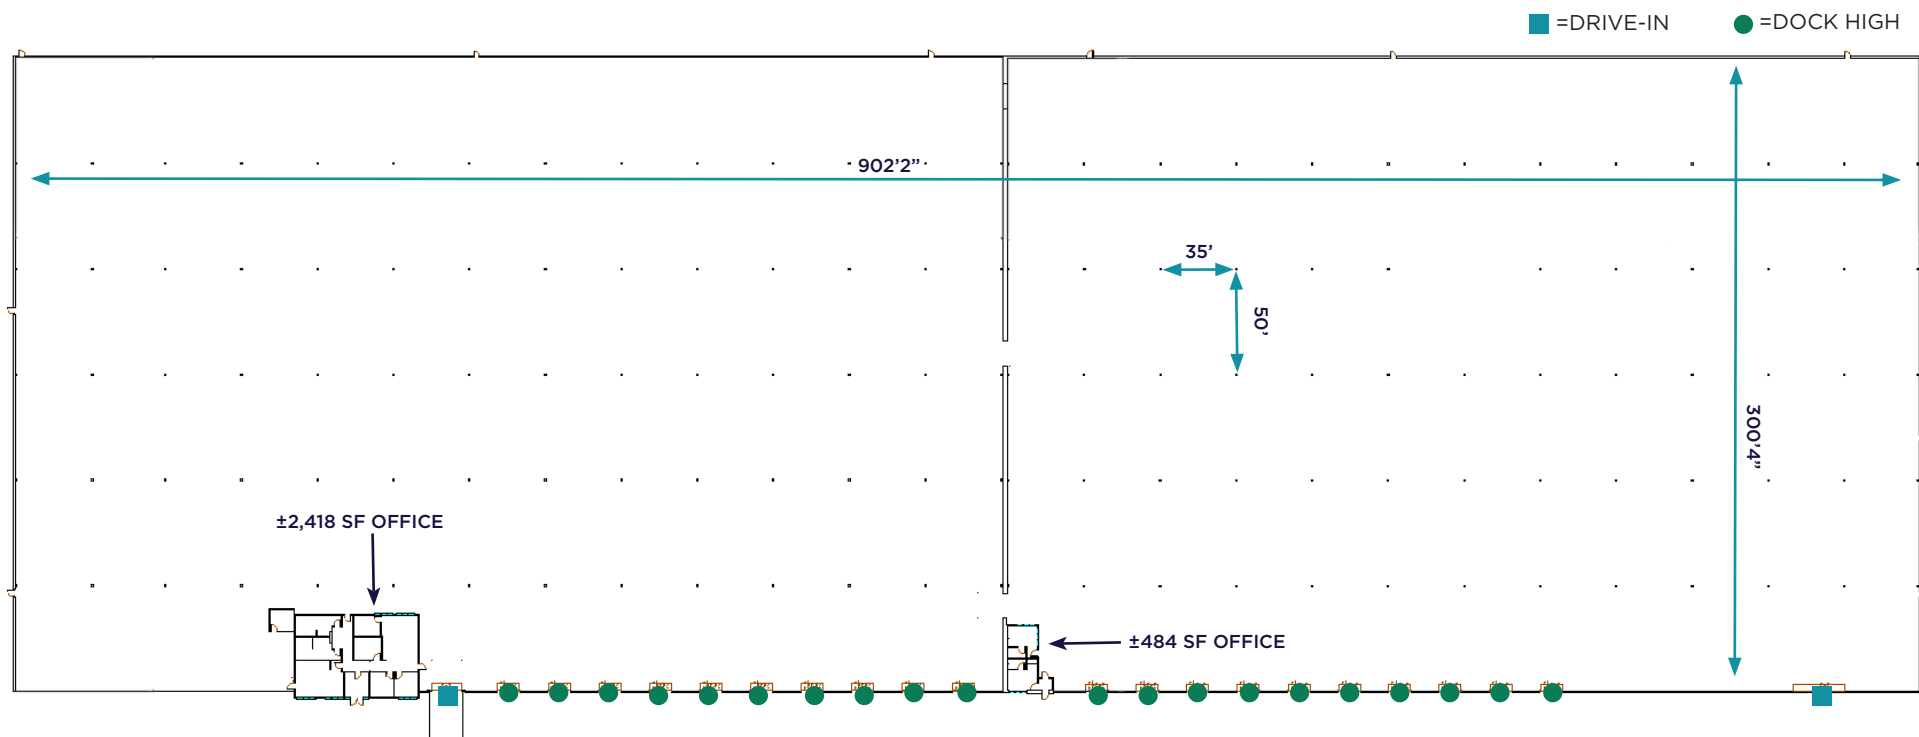 =DRIVE-IN
=DOCK HIGH
902’2”
35’
50’
300’4”
±2,418 SF OFFICE
±484 SF OFFICE